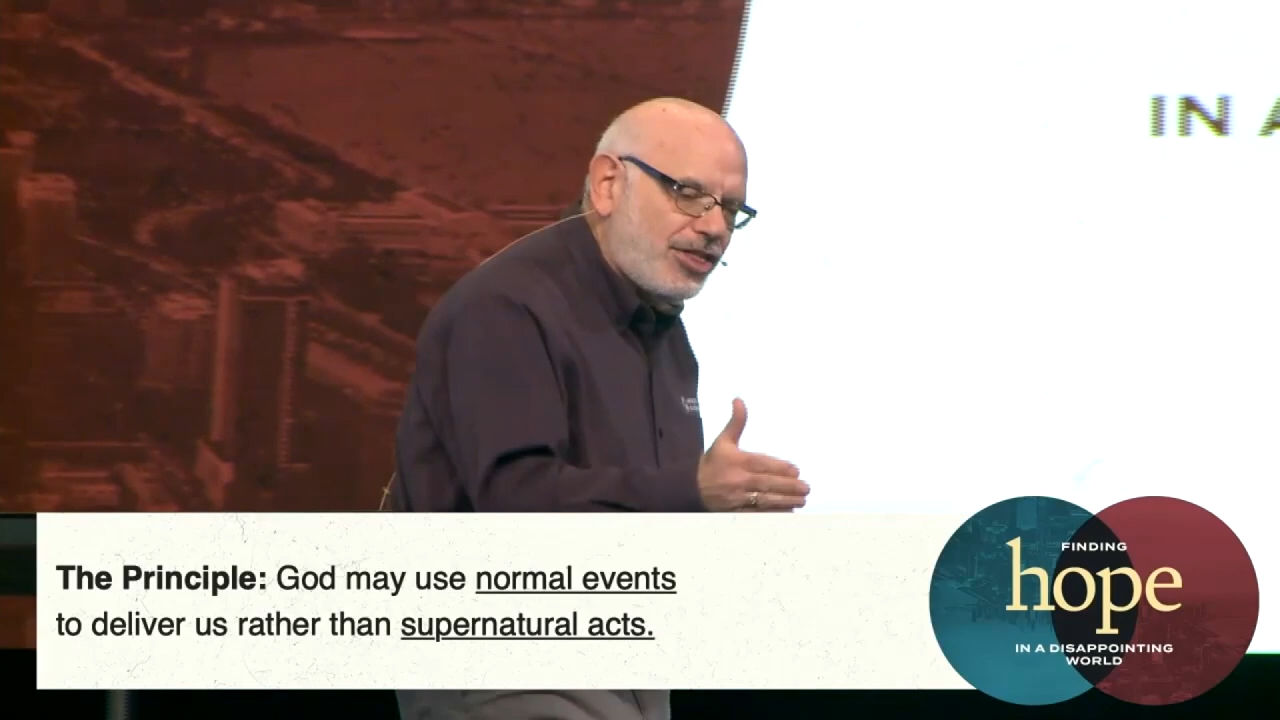 IN A
The Principle: God may use normal events
to deliver us rather than supernatural acts.
FINDING
hope
IN A DISAPPOINTING
WORLD